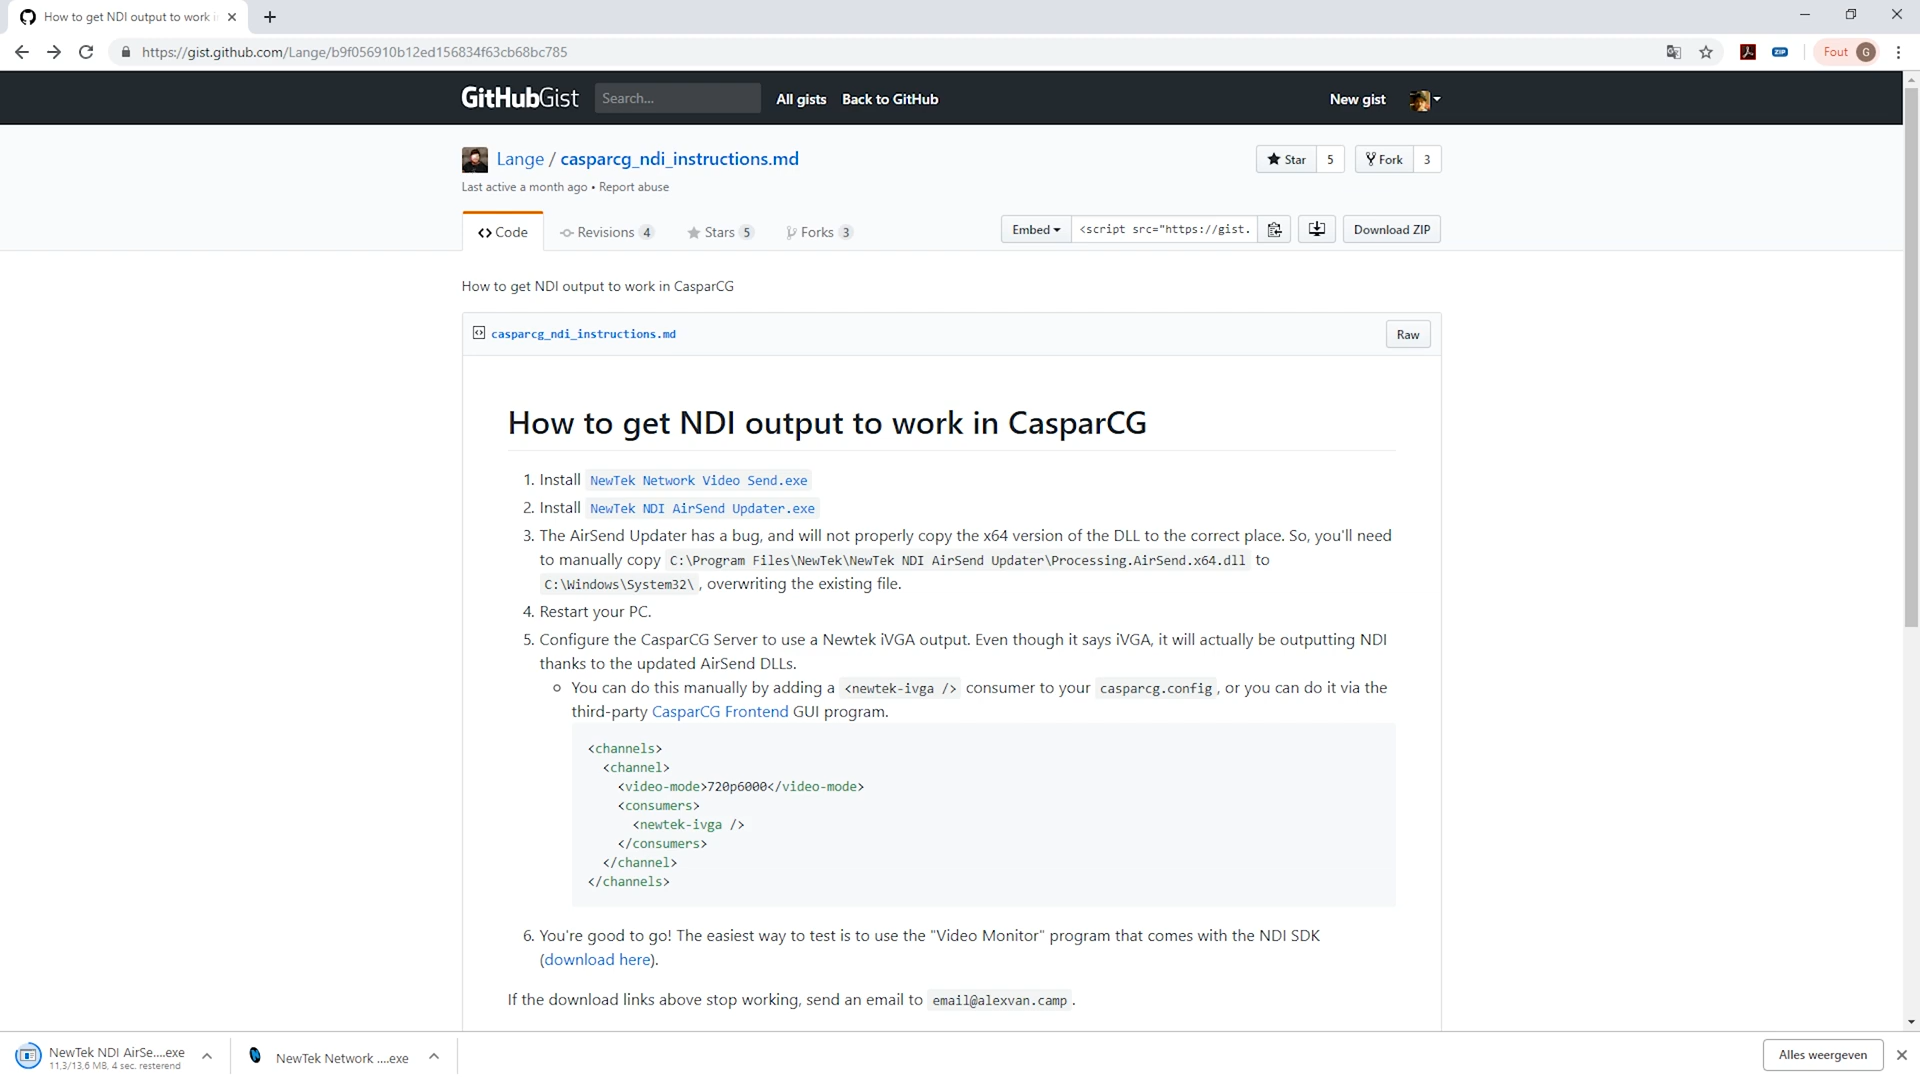 How to get NDI output to work i
https://gist.github.com/Lange/b9f056910b12ed156834f63cb68bc785
ZIP
Fout G
GitHubGist Search... All gists Back to GitHub New gist
Lange / casparcg_ndi_instructions.md
Star 5 Fork 3
Last active a month ago • Report abuse
<> Code Revisions 4 Stars 5 Forks 3 Embed <script src="https://gist. Download ZIP
How to get NDI output to work in CasparCG
casparcg_ndi_instructions.md Raw
How to get NDI output to work in CasparCG
1. Install NewTek Network Video Send.exe
2. Install NewTek NDI AirSend Updater.exe
3. The AirSend Updater has a bug, and will not properly copy the x64 version of the DLL to the correct place. So, you'll need
to manually copy C:\Program Files\NewTek\NewTek NDI AirSend Updater\Processing.AirSend.x64.dll to
C:\Windows\System32\ , overwriting the existing file.
4. Restart your PC.
5. Configure the CasparCG Server to use a Newtek iVGA output. Even though it says iVGA, it will actually be outputting NDI
thanks to the updated AirSend DLLs.
You can do this manually by adding a <newtek-ivga /> consumer to your casparcg.config , or you can do it via the
third-party CasparCG Frontend GUI program.
<channels>
<channel>
<video-mode>720p6000</video-mode>
<consumers>
<newtek-ivga />
</consumers>
</channel>
</channels>
6. You're good to go! The easiest way to test is to use the "Video Monitor" program that comes with the NDI SDK
(download here).
If the download links above stop working, send an email to email@alexvan.camp .
NewTek NDI AirSe....exe
11,3/13,6 MB, 4 sec. resterend
NewTek Network ....exe
Alles weergeven